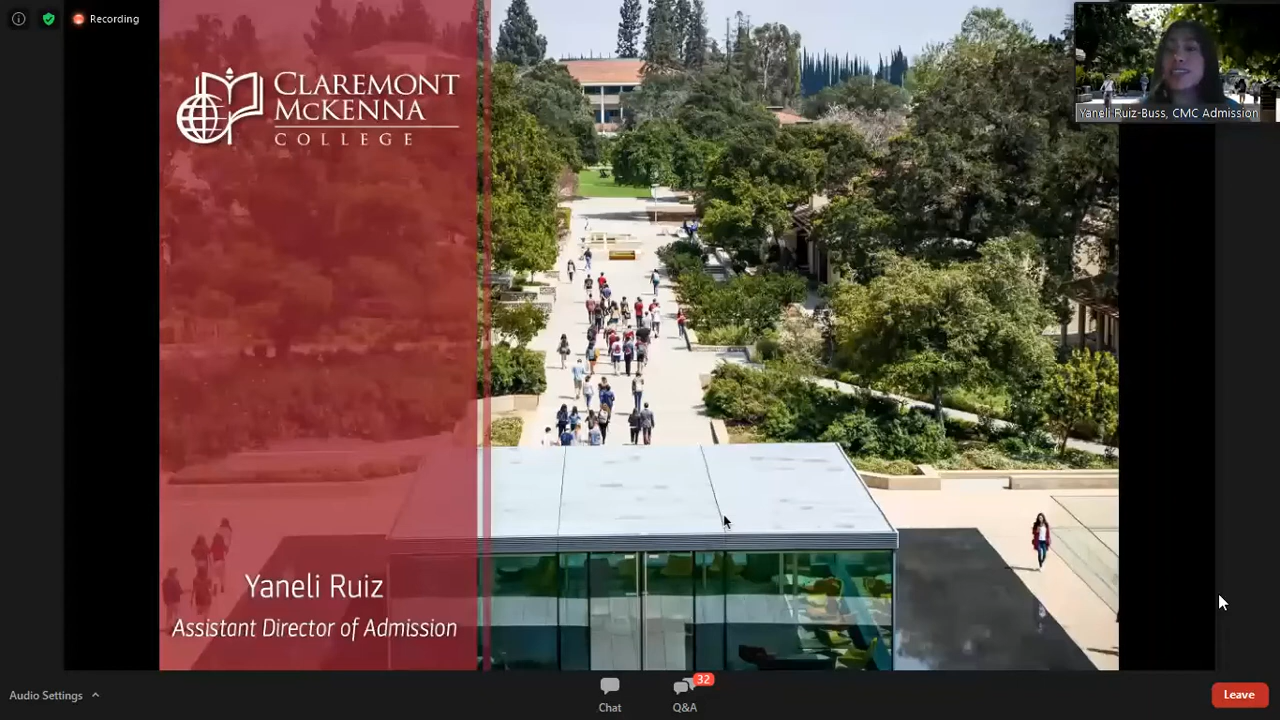 Recording
CLAREMONT
MCKENNA
COLLEGE
Yaneli Ruiz-Buss, CMC Admission
Yaneli Ruiz
Assistant Director of Admission
Audio Settings
Chat
32
Q&A
Leave